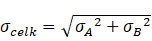 σ_celk = √(σ_A² + σ_B²)